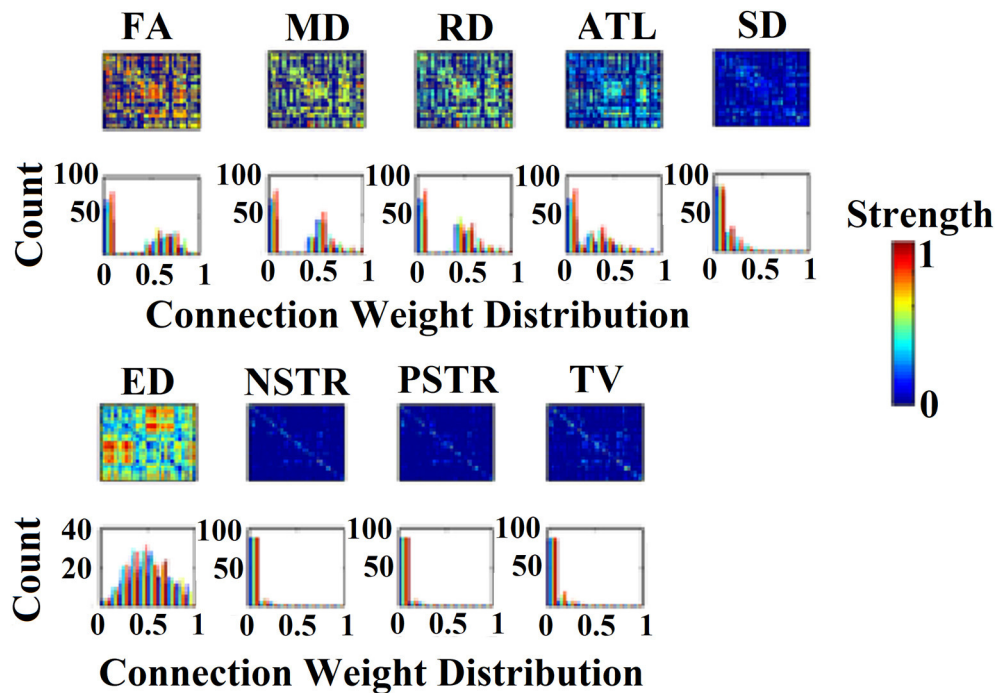 FA MD RD ATL SD
Count 100 50 100 50 100 50 100 50 100 50
0 0.5 1 0 0.5 1 0 0.5 1 0 0.5 1 0 0.5 1
Connection Weight Distribution
Strength
1
0
ED NSTR PSTR TV
Count 40 20 100 50 100 50 100 50
0 0.5 1 0 0.5 1 0 0.5 1 0 0.5 1
Connection Weight Distribution